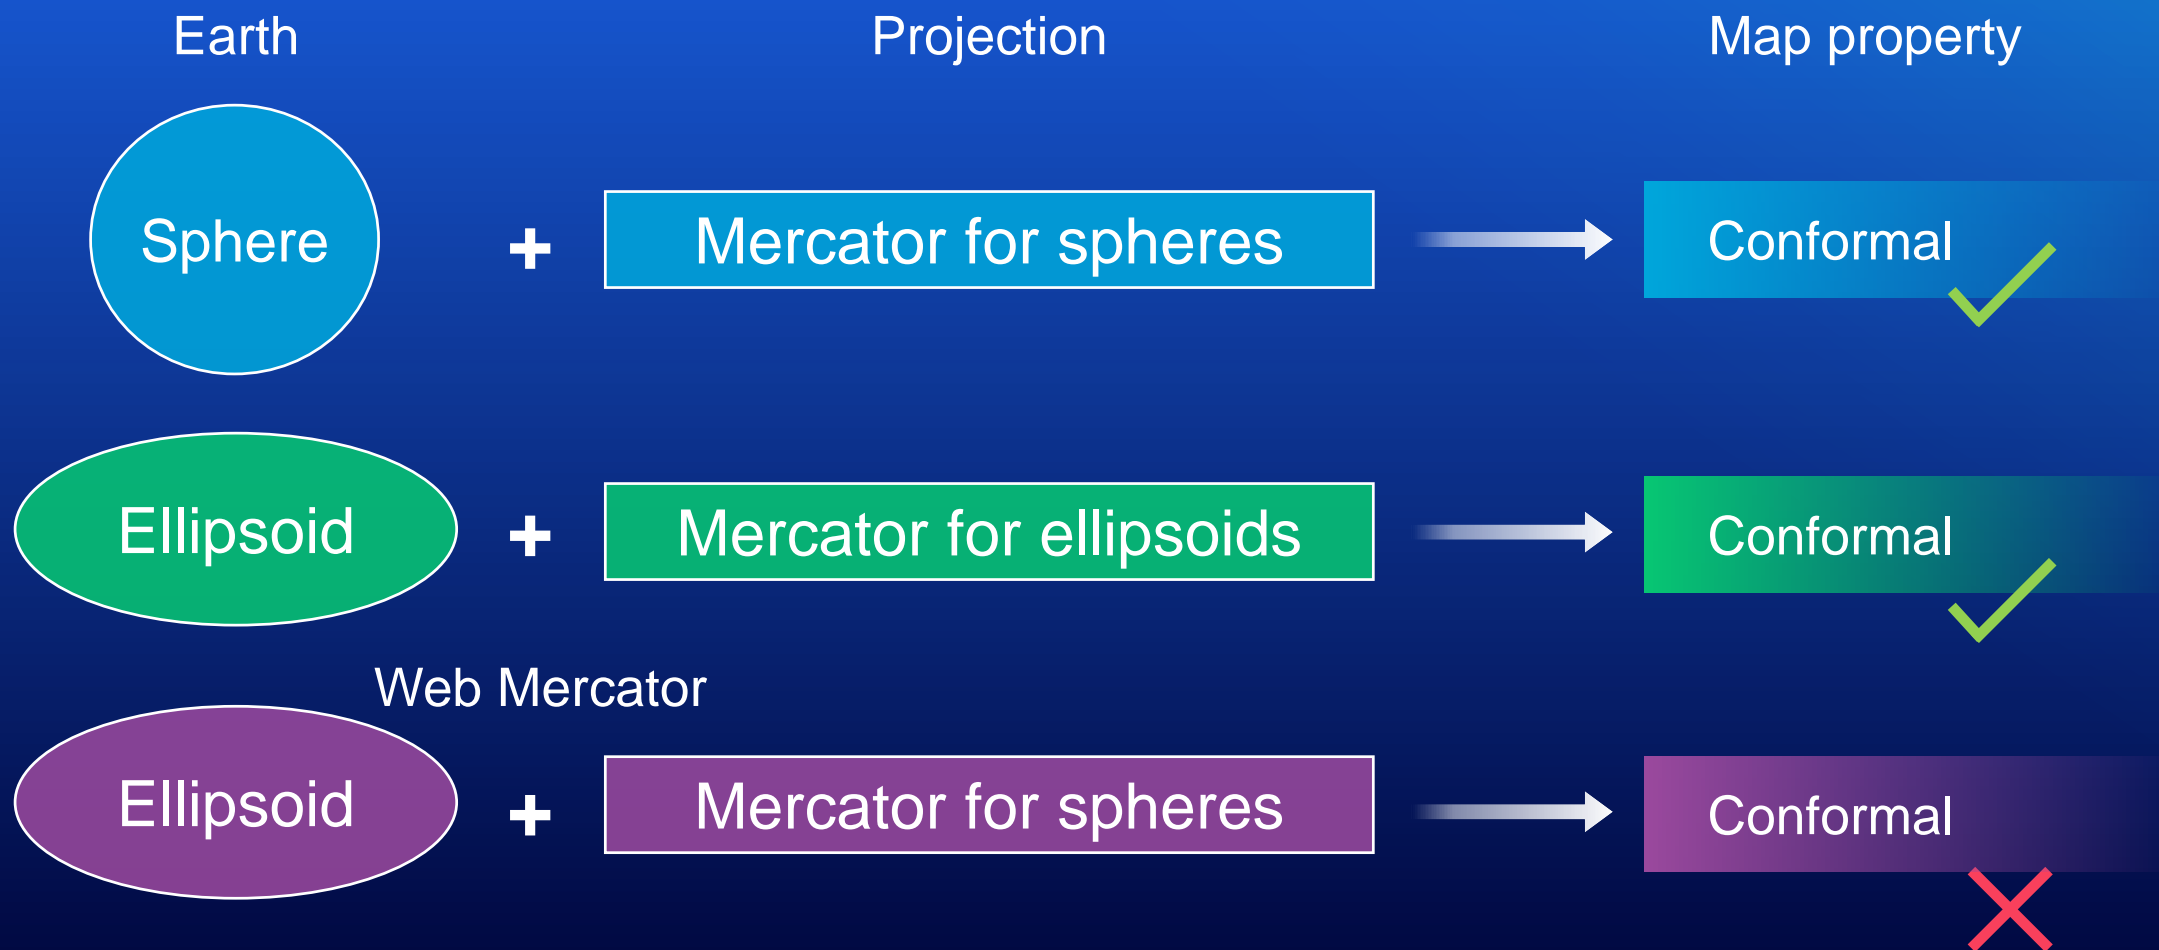 Earth
Projection
Map property
Sphere
+
Mercator for spheres
Conformal
Ellipsoid
+
Mercator for ellipsoids
Conformal
Web Mercator
Ellipsoid
+
Mercator for spheres
Conformal